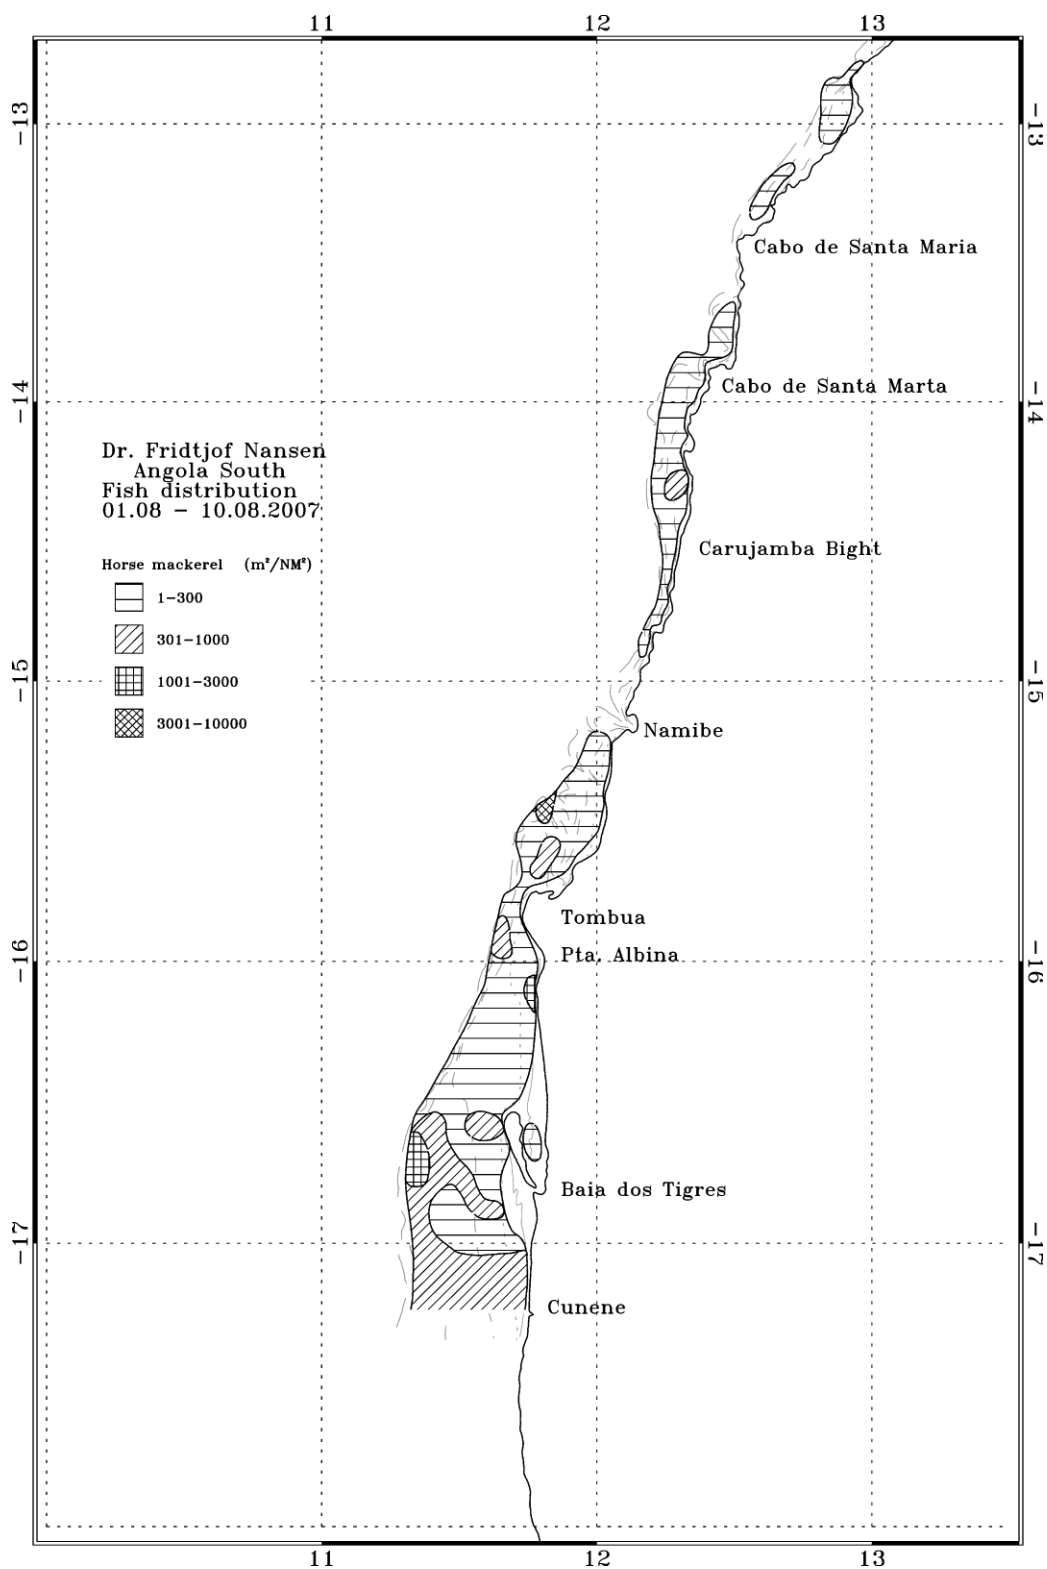 11 12 13
-13 -13
Cabo de Santa Maria
Cabo de Santa Marta
-14 -14
Dr. Fridtjof Nansen
Angola South
Fish distribution
01.08 - 10.08.2007
Carujamba Bight
Horse mackerel (m²/NM²)
1-300
301-1000
1001-3000
3001-10000
-15 -15
Namibe
Tombua
Pta. Albina
-16 -16
Baia dos Tigres
-17 -17
Cunene
11 12 13